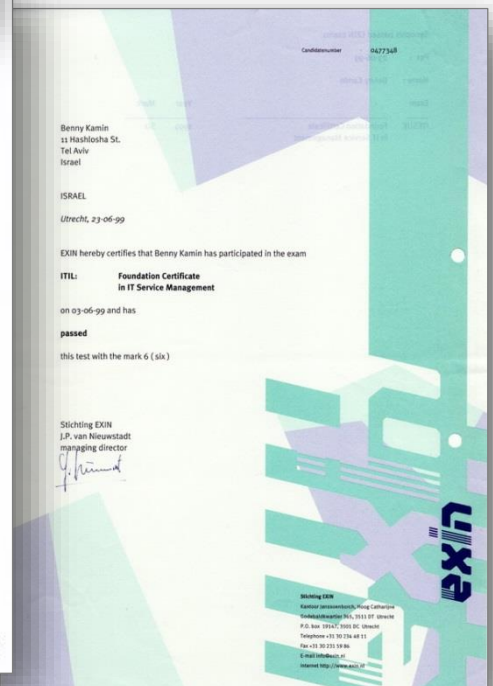 Candidatenumber : 0477348
Benny Kamin
11 Hashlosha St.
Tel Aviv
Israel
ISRAEL
Utrecht, 23-06-99
EXIN hereby certifies that Benny Kamin has participated in the exam
ITIL: Foundation Certificate
in IT Service Management
on 03-06-99 and has
passed
this test with the mark 6 ( six )
Stichting EXIN
J.P. van Nieuwstadt
managing director
exin
Stichting EXIN
Kantoor Janssoenborch, Hoog Catharijne
Godebaldkwartier 365, 3511 DT Utrecht
P.O. box 19147, 3501 DC Utrecht
Telephone +31 30 234 48 11
Fax +31 30 231 59 86
E-mail info@exin.nl
Internet http://www.exin.nl